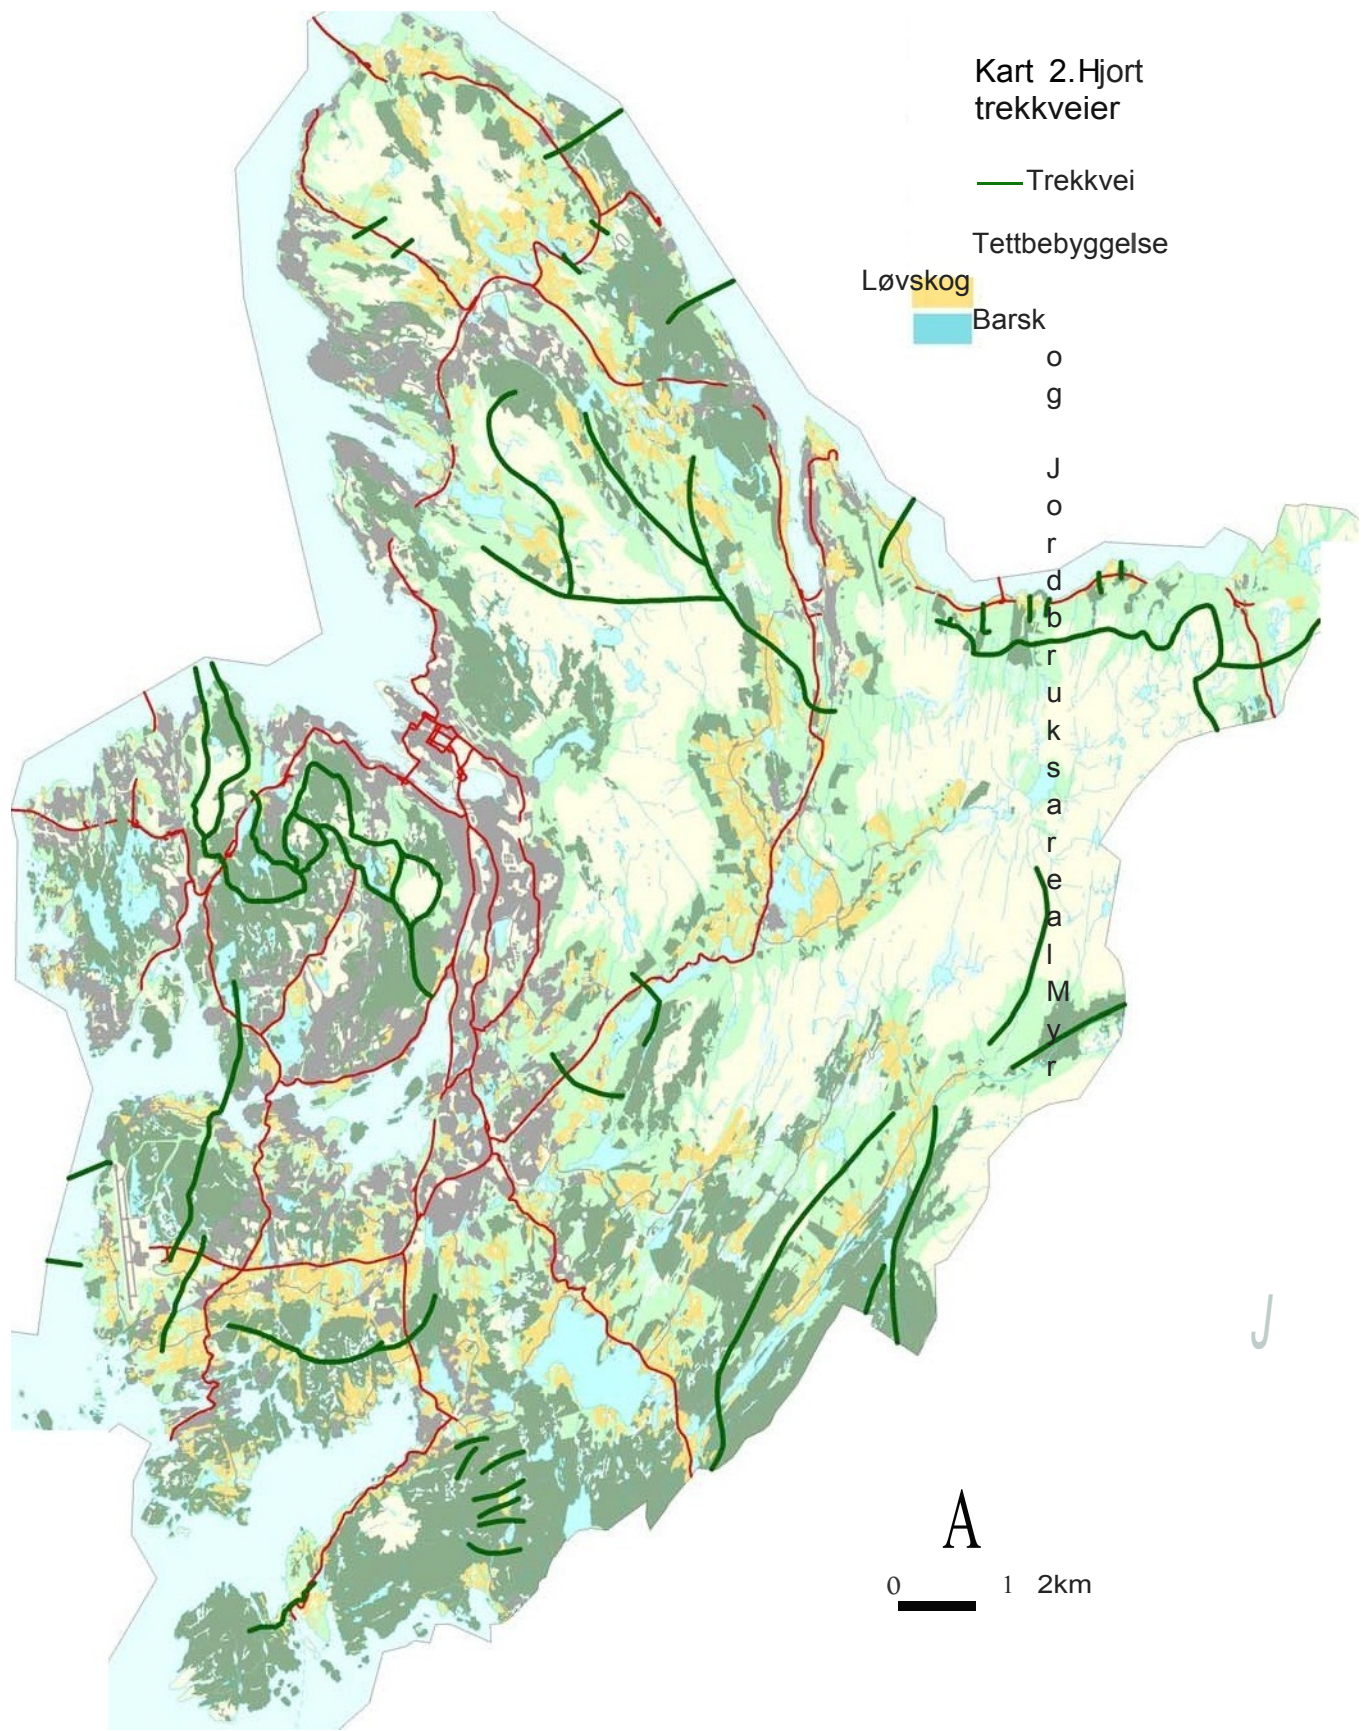 Kart 2.Hjort
trekkveier
Trekkvei
Tettbebyggelse
Løvskog
Barsk
o
g
J
o
r
d
b
r
u
k
s
a
r
e
a
l
M
y
r
A
0 1 2km
J